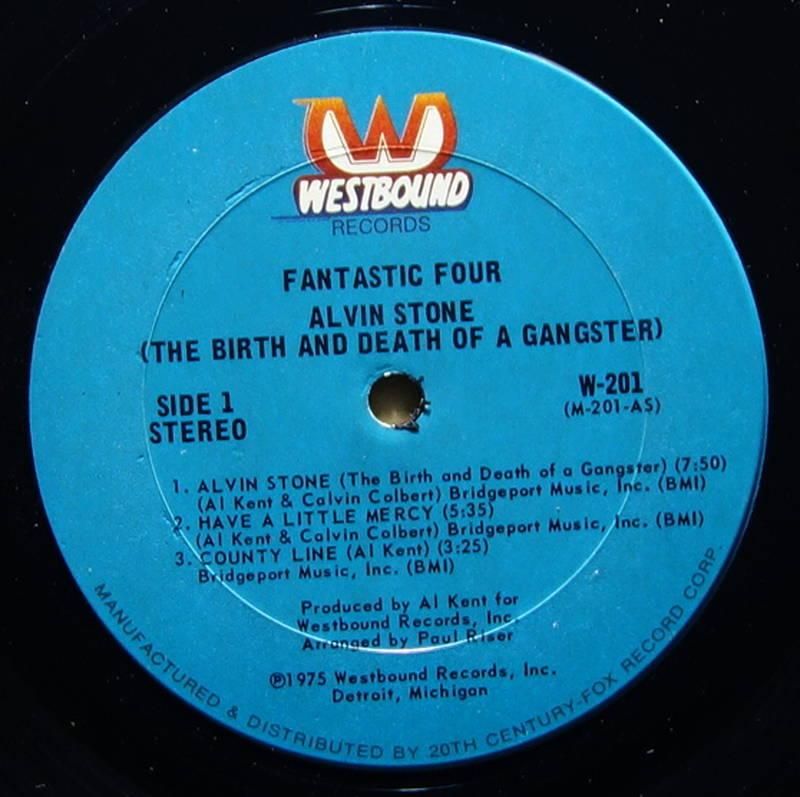 W
WESTBOUND
RECORDS
FANTASTIC FOUR
ALVIN STONE
(THE BIRTH AND DEATH OF A GANGSTER)
SIDE 1
STEREO
W-201
(M-201-AS)
1. ALVIN STONE (The Birth and Death of a Gangster) (7:50)
(Al Kent & Calvin Colbert) Bridgeport Music, Inc. (BMI)
2. HAVE A LITTLE MERCY (5:35)
(Al Kent & Calvin Colbert) Bridgeport Music, Inc. (BMI)
3. COUNTY LINE (Al Kent) (3:25)
Bridgeport Music, Inc. (BMI)
Produced by Al Kent for
Westbound Records, Inc.
Arranged by Paul Riser
℗1975 Westbound Records, Inc.
Detroit, Michigan
MANUFACTURED & DISTRIBUTED BY 20TH CENTURY-FOX RECORD CORP.